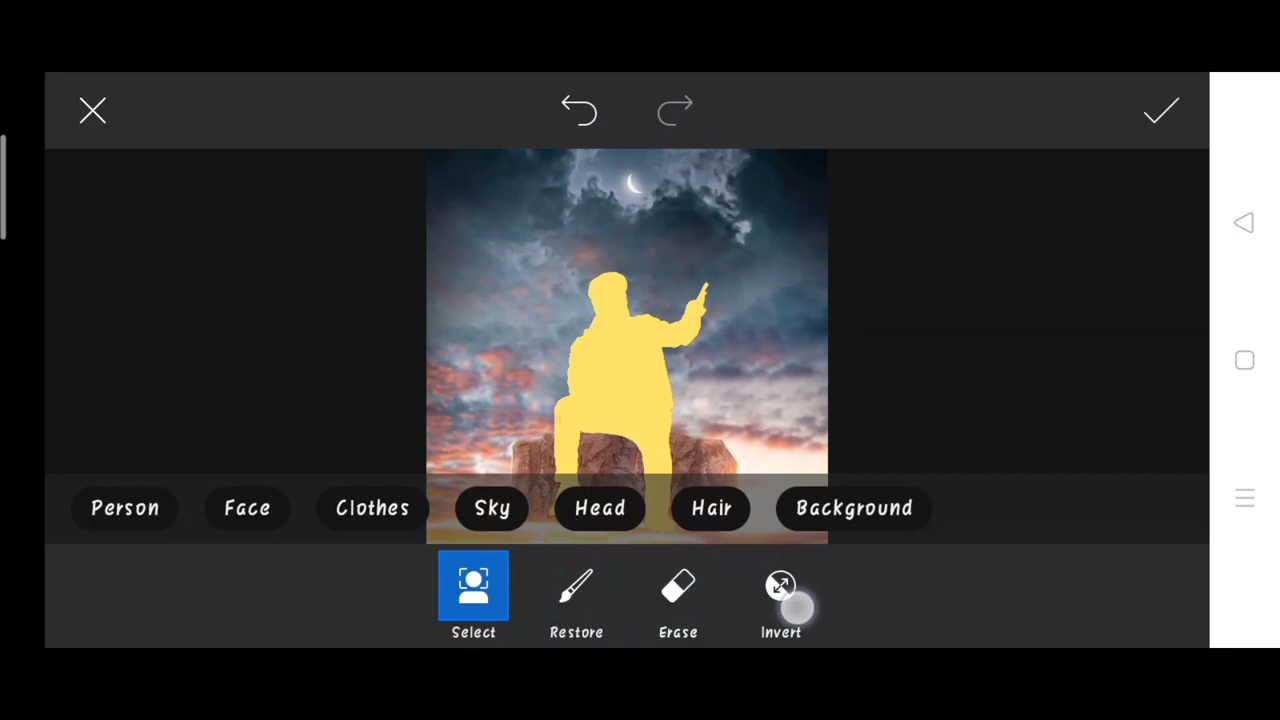 Person Face Clothes Sky Head Hair Background
Select Restore Erase Invert